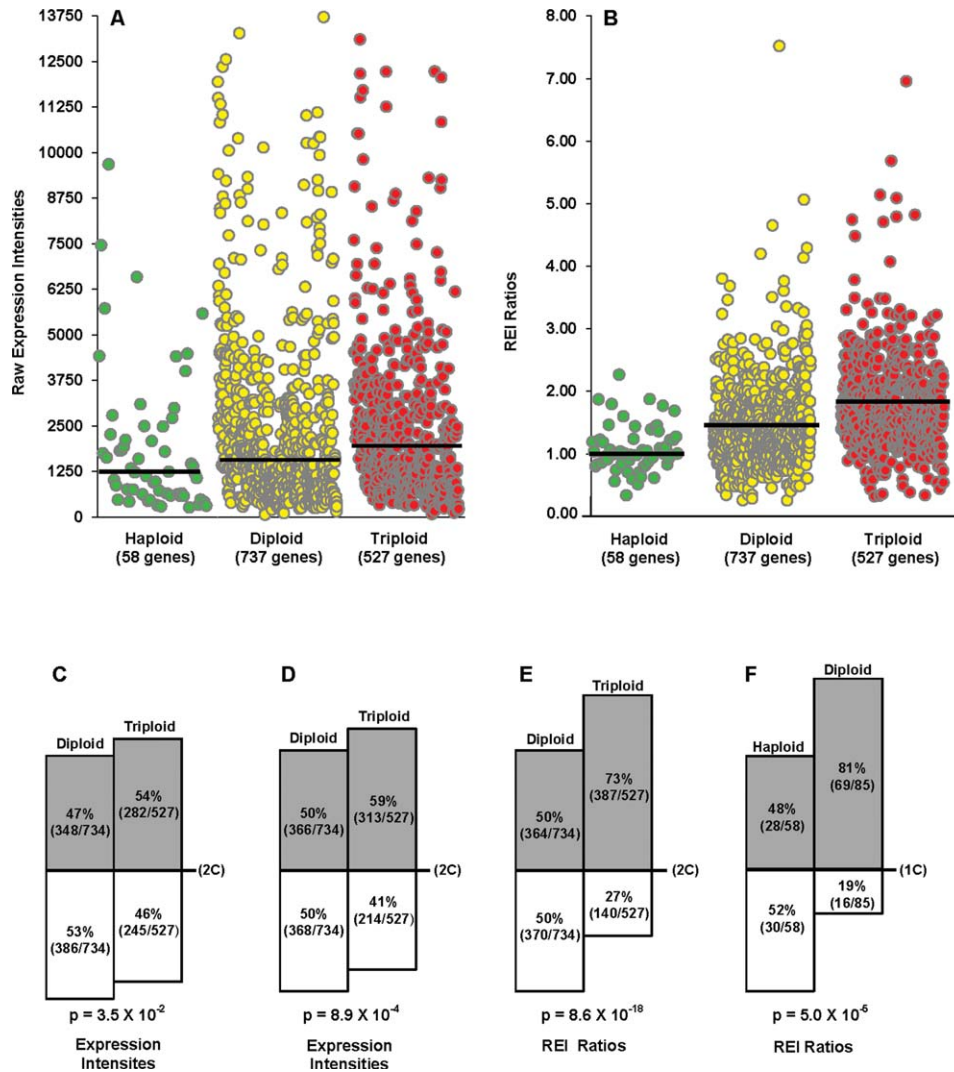 A
B
13750
12500
11250
10000
8750
7500
6250
5000
3750
2500
1250
0
Raw Expression Intensities
Haploid
(58 genes)
Diploid
(737 genes)
Triploid
(527 genes)
8.00
7.00
6.00
5.00
4.00
3.00
2.00
1.00
0.00
REI Ratios
Haploid
(58 genes)
Diploid
(737 genes)
Triploid
(527 genes)
C
Diploid
Triploid
47%
(348/734)
54%
(282/527)
(2C)
53%
(386/734)
46%
(245/527)
p = 3.5 X 10⁻²
Expression
Intensites
D
Diploid
Triploid
50%
(366/734)
59%
(313/527)
50%
(368/734)
41%
(214/527)
p = 8.9 X 10⁻⁴
Expression
Intensities
E
Diploid
Triploid
50%
(364/734)
73%
(387/527)
(2C)
50%
(370/734)
27%
(140/527)
p = 8.6 X 10⁻¹⁸
REI Ratios
F
Haploid
Diploid
48%
(28/58)
81%
(69/85)
(1C)
52%
(30/58)
19%
(16/85)
p = 5.0 X 10⁻⁵
REI Ratios